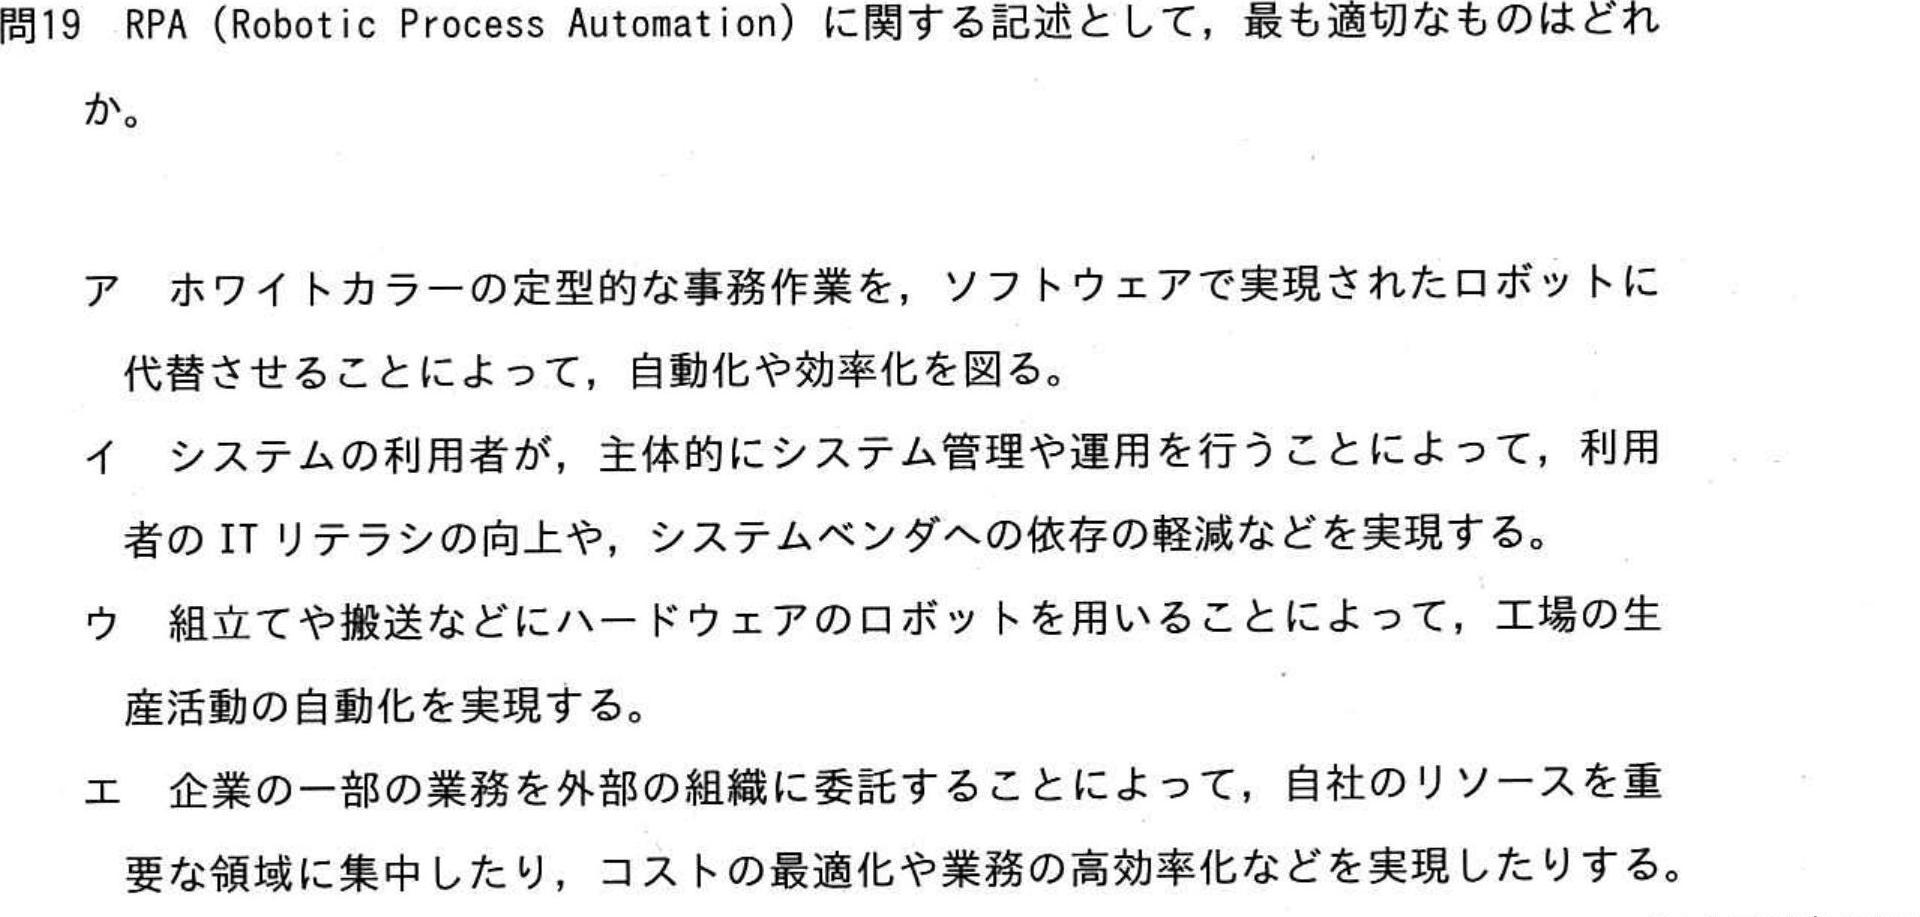 問19 RPA (Robotic Process Automation) に関する記述として，最も適切なものはどれ
か。
ア ホワイトカラーの定型的な事務作業を，ソフトウェアで実現されたロボットに
代替させることによって，自動化や効率化を図る。
イ システムの利用者が，主体的にシステム管理や運用を行うことによって，利用
者の IT リテラシの向上や，システムベンダへの依存の軽減などを実現する。
ウ 組立てや搬送などにハードウェアのロボットを用いることによって，工場の生
産活動の自動化を実現する。
エ 企業の一部の業務を外部の組織に委託することによって，自社のリソースを重
要な領域に集中したり，コストの最適化や業務の高効率化などを実現したりする。